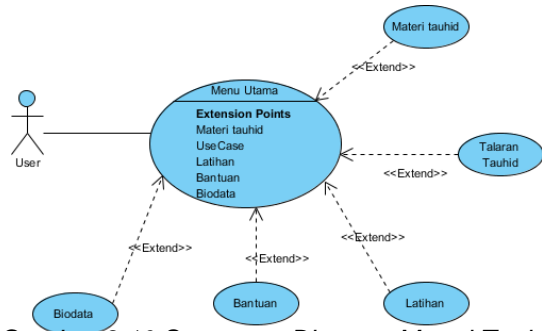 Materi tauhid
<<Extend>>
Menu Utama
Extension Points
Materi tauhid
UseCase
Latihan
Bantuan
Biodata
User
Talaran
Tauhid
<<Extend>>
<<Extend>>
<<Extend>>
<<Extend>>
Biodata
Bantuan
Latihan